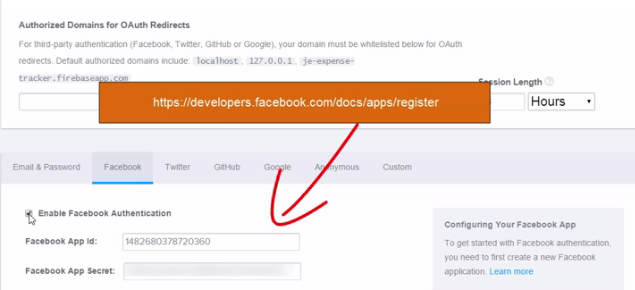 Authorized Domains for OAuth Redirects
For third-party authentication (Facebook, Twitter, GitHub or Google), your domain must be whitelisted below for OAuth
redirects. Default authorized domains include: localhost, 127.0.0.1, je-expense-
tracker.firebaseapp.com
Session Length
https://developers.facebook.com/docs/apps/register
Hours
Email & Password Facebook Twitter GitHub Google Anonymous Custom
Enable Facebook Authentication
Facebook App Id: 1482680378720360
Facebook App Secret:
Configuring Your Facebook App
To get started with Facebook authentication,
you need to first create a new Facebook
application. Learn more